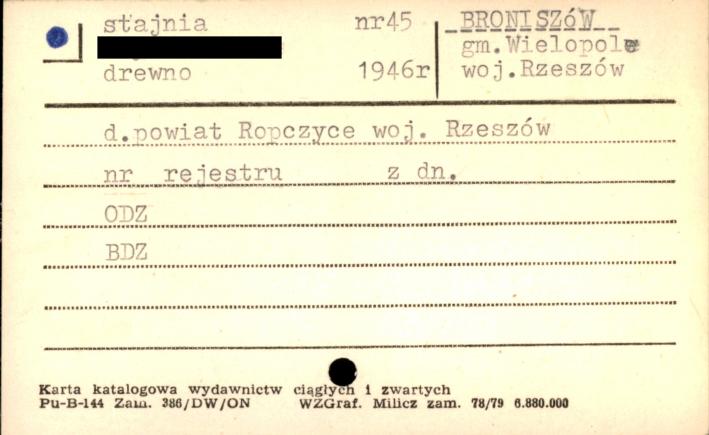 stajnia nr45 BRONISZÓW
gm.Wielopole
drewno 1946r woj.Rzeszów
d.powiat Ropczyce woj. Rzeszów
nr rejestru z dn.
ODZ
BDZ
Karta katalogowa wydawnictw ciągłych i zwartych
Pu-B-144 Zam. 386/DW/ON WZGraf. Milicz zam. 78/79 6.880.000